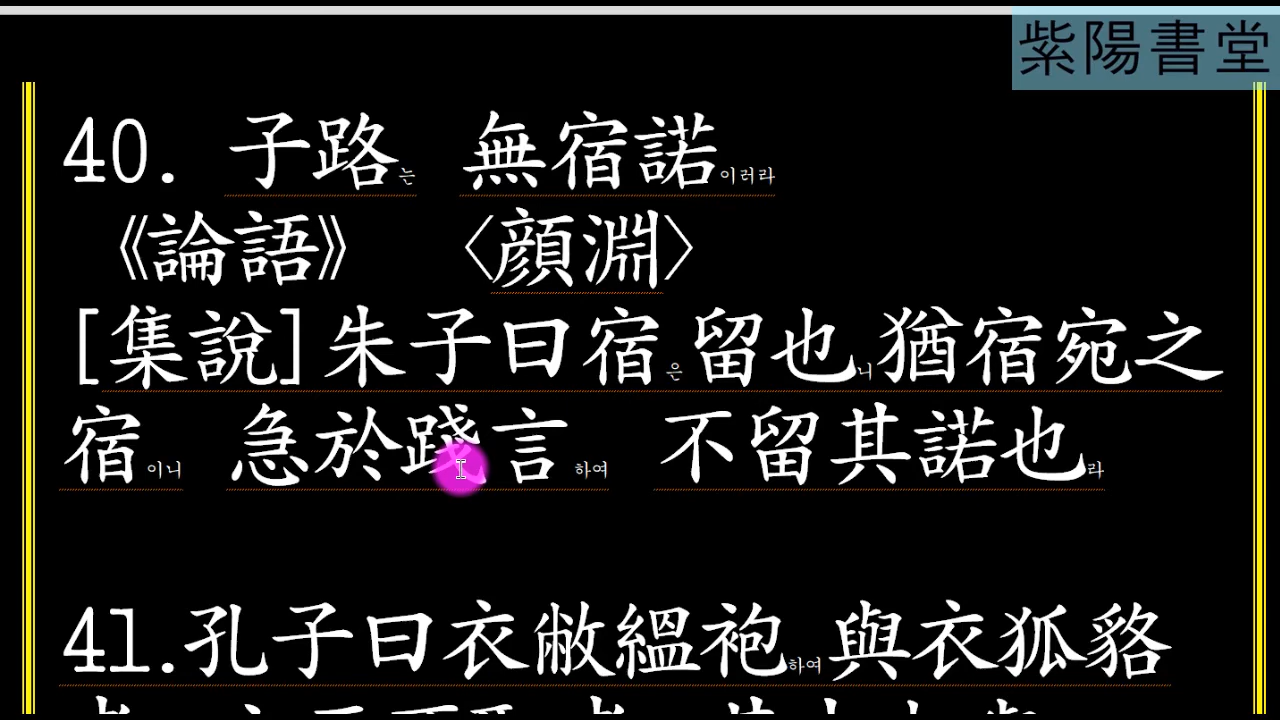 紫陽書堂
40. 子路는 無宿諾이러라
《論語》 〈顔淵〉
[集說] 朱子曰宿은 留也니 猶宿宛之
宿이니 急於踐言하여 不留其諾也라
41.孔子曰衣敝縕袍하여 與衣狐貉